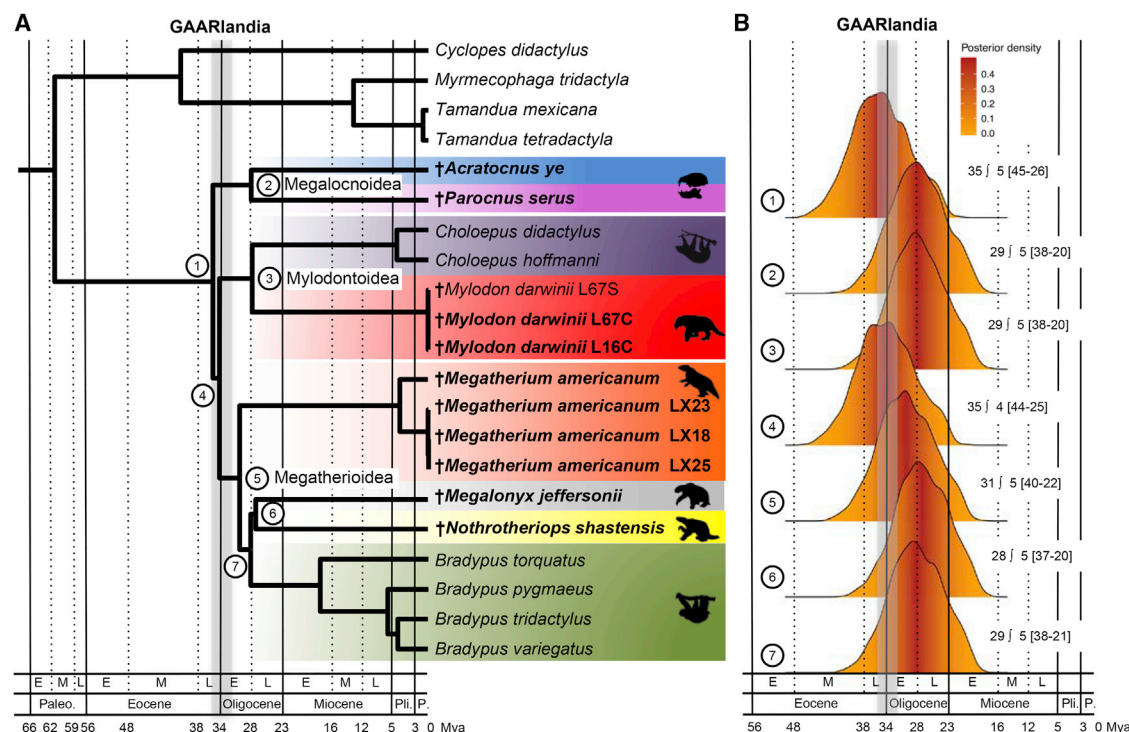 A
GAARlandia
Cyclopes didactylus
Myrmecophaga tridactyla
Tamandua mexicana
Tamandua tetradactyla
†Acratocnus ye
2 Megalocnoidea
†Parocnus serus
Choloepus didactylus
1
3 Mylodontoidea
Choloepus hoffmanni
†Mylodon darwinii L67S
†Mylodon darwinii L67C
†Mylodon darwinii L16C
4
†Megatherium americanum
†Megatherium americanum LX23
†Megatherium americanum LX18
†Megatherium americanum LX25
5 Megatherioidea
†Megalonyx jeffersonii
6
†Nothrotheriops shastensis
7
Bradypus torquatus
Bradypus pygmaeus
Bradypus tridactylus
Bradypus variegatus
E M L E M L E L E M L
Paleo. Eocene Oligocene Miocene Pli. P.
66 62 59 56 48 38 34 28 23 16 12 5 3 0 Mya
B
GAARlandia
Posterior density
0.4
0.3
0.2
0.1
0.0
35 ∫ 5 [45-26]
1
29 ∫ 5 [38-20]
2
29 ∫ 5 [38-20]
3
35 ∫ 4 [44-25]
4
31 ∫ 5 [40-22]
5
28 ∫ 5 [37-20]
6
29 ∫ 5 [38-21]
7
E M L E L E M L
Eocene Oligocene Miocene Pli. P.
56 48 38 34 28 23 16 12 5 3 0 Mya